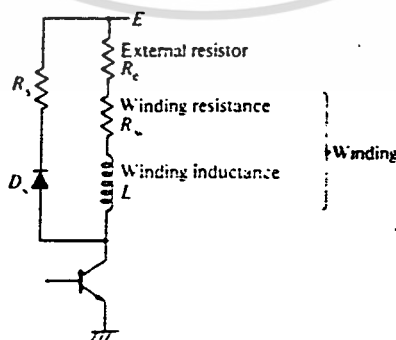 E
External resistor
R_e
R_s
Winding resistance
R_w
Winding
D_s
Winding inductance
L